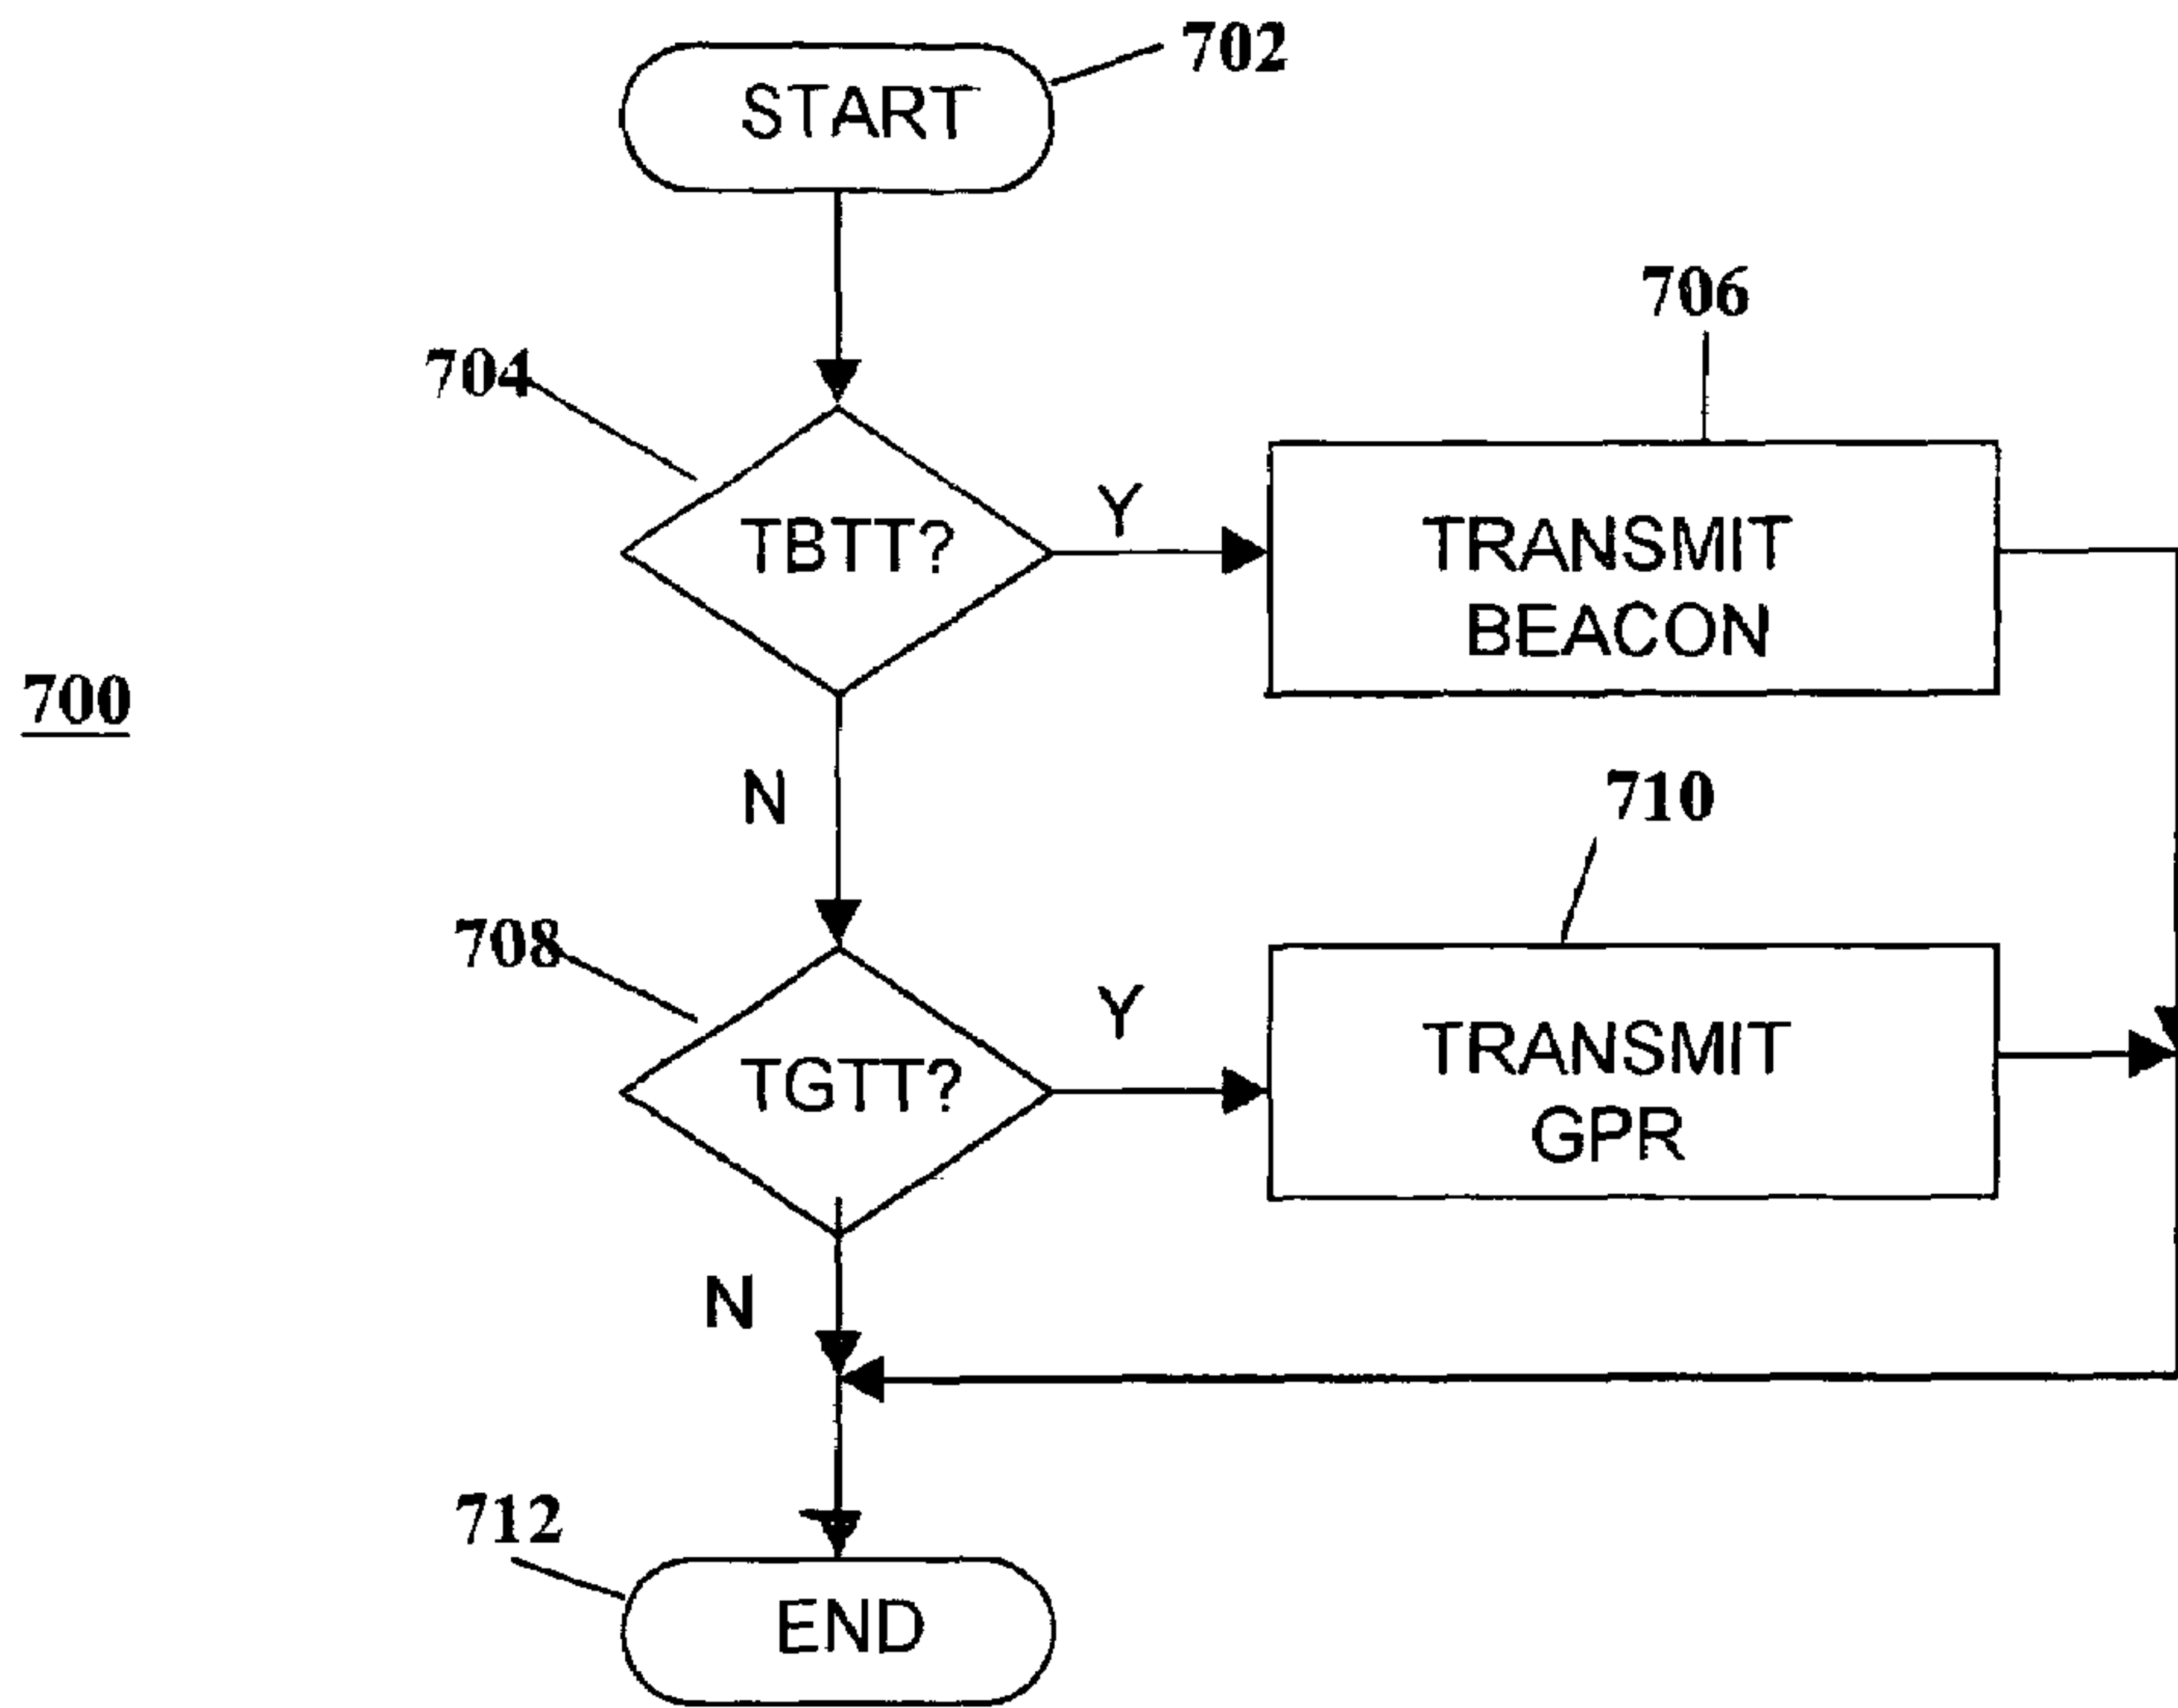 702
START
706
704
TBTT?
Y
TRANSMIT
BEACON
700
N
710
708
TGTT?
Y
TRANSMIT
GPR
N
712
END